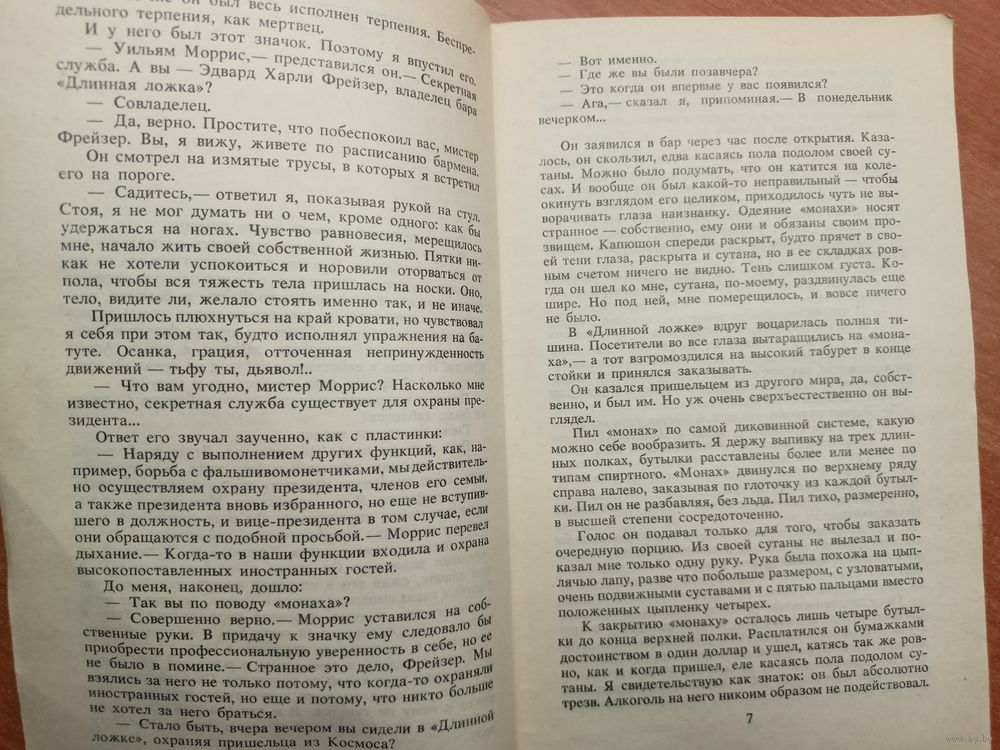 же он был весь исполнен терпения. Беспре-
дельного терпения, как мертвец.
И у него был этот значок. Поэтому я впустил его.
— Уильям Моррис,— представился он.— Секретная
служба. А вы — Эдвард Харли Фрейзер, владелец бара
«Длинная ложка»?
— Совладелец.
— Да, верно. Простите, что побеспокоил вас, мистер
Фрейзер. Вы, я вижу, живете по расписанию бармена.
Он смотрел на измятые трусы, в которых я встретил
его на пороге.
— Садитесь,— ответил я, показывая рукой на стул.
Стоя, я не мог думать ни о чем, кроме одного: как бы
удержаться на ногах. Чувство равновесия, мерещилось
мне, начало жить своей собственной жизнью. Пятки ни-
как не хотели успокоиться и норовили оторваться от
пола, чтобы вся тяжесть тела пришлась на носки. Оно,
тело, видите ли, желало стоять именно так, и не иначе.
Пришлось плюхнуться на край кровати, но чувствовал
я себя при этом так, будто исполнял упражнения на ба-
туте. Осанка, грация, отточенная непринужденность
движений — тьфу ты, дьявол!..
— Что вам угодно, мистер Моррис? Насколько мне
известно, секретная служба существует для охраны пре-
зидента...
Ответ его звучал заученно, как с пластинки:
— Наряду с выполнением других функций, как, на-
пример, борьба с фальшивомонетчиками, мы действитель-
но осуществляем охрану президента, членов его семьи,
а также президента вновь избранного, но еще не вступив-
шего в должность, и вице-президента в том случае, если
они обращаются с подобной просьбой.— Моррис перевел
дыхание.— Когда-то в наши функции входила и охрана
высокопоставленных иностранных гостей.
До меня, наконец, дошло:
— Так вы по поводу «монаха»?
— Совершенно верно.— Моррис уставился на соб-
ственные руки. В придачу к значку ему следовало бы
приобрести профессиональную уверенность в себе, но ее
не было в помине.— Странное это дело, Фрейзер. Мы
взялись за него не только потому, что когда-то охраняли
иностранных гостей, но еще и потому, что никто больше
не хотел за него браться.
— Стало быть, вчера вечером вы сидели в «Длинной
ложке», охраняя пришельца из Космоса?
— Вот именно.
— Где же вы были позавчера?
— Это когда он впервые у вас появился?
— Ага,— сказал я, припоминая.— В понедельник
вечерком...
Он заявился в бар через час после открытия. Каза-
лось, он скользил, едва касаясь пола подолом своей су-
таны. Можно было подумать, что он катится на коле-
сах. И вообще он был какой-то неправильный — чтобы
окинуть взглядом его целиком, приходилось чуть не вы-
ворачивать глаза наизнанку. Одеяние «монахи» носят
странное — собственно, ему они и обязаны своим про-
звищем. Капюшон спереди раскрыт, будто прячет в сво-
ей тени глаза, раскрыта и сутана, но в ее складках ров-
ным счетом ничего не видно. Тень слишком густа. Ко-
гда он шел ко мне, сутана, по-моему, раздвинулась еще
шире. Но под ней, мне померещилось, и вовсе ничего
не было.
В «Длинной ложке» вдруг воцарилась полная ти-
шина. Посетители во все глаза вытаращились на «мона-
ха»,— а тот взгромоздился на высокий табурет в конце
стойки и принялся заказывать.
Он казался пришельцем из другого мира, да, собст-
венно, и был им. Но уж очень сверхъестественно он вы-
глядел.
Пил «монах» по самой диковинной системе, какую
можно себе вообразить. Я держу выпивку на трех длин-
ных полках, бутылки расставлены более или менее по
типам спиртного. «Монах» двинулся по верхнему ряду
справа налево, заказывая по глоточку из каждой бутыл-
ки. Пил он не разбавляя, без льда. Пил тихо, размеренно,
в высшей степени сосредоточенно.
Голос он подавал только для того, чтобы заказать
очередную порцию. Из своей сутаны не вылезал и по-
казал мне только одну руку. Рука была похожа на цып-
лячью лапу, разве что побольше размером, с узловатыми,
очень подвижными суставами и с пятью пальцами вместо
положенных цыпленку четырех.
К закрытию «монаху» осталось лишь четыре бутыл-
ки до конца верхней полки. Расплатился он бумажками
достоинством в один доллар и ушел, катясь так же ров-
но, как и когда пришел, еле касаясь пола подолом су-
таны. Я свидетельствую как знаток: он был абсолютно
трезв. Алкоголь на него никоим образом не подействовал.
7
www.ay.by